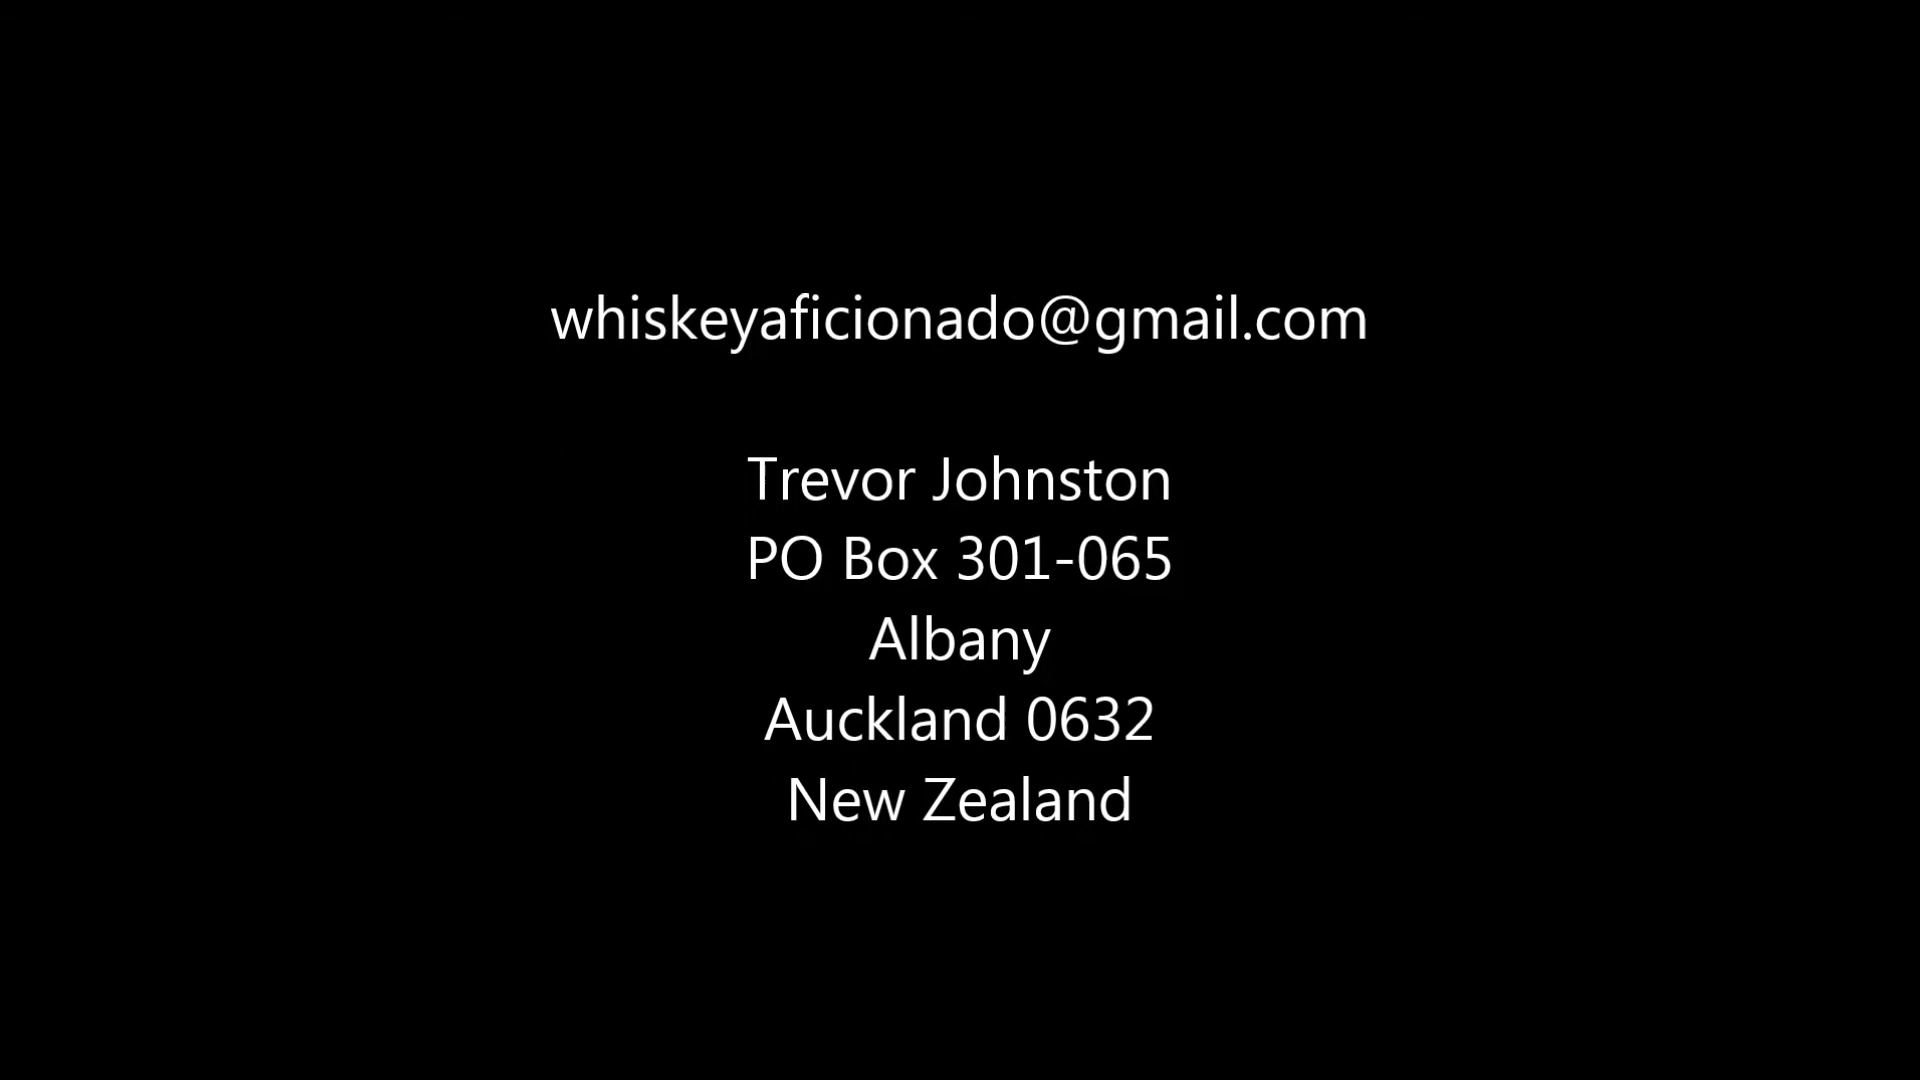 whiskeyaficionado@gmail.com
Trevor Johnston
PO Box 301-065
Albany
Auckland 0632
New Zealand